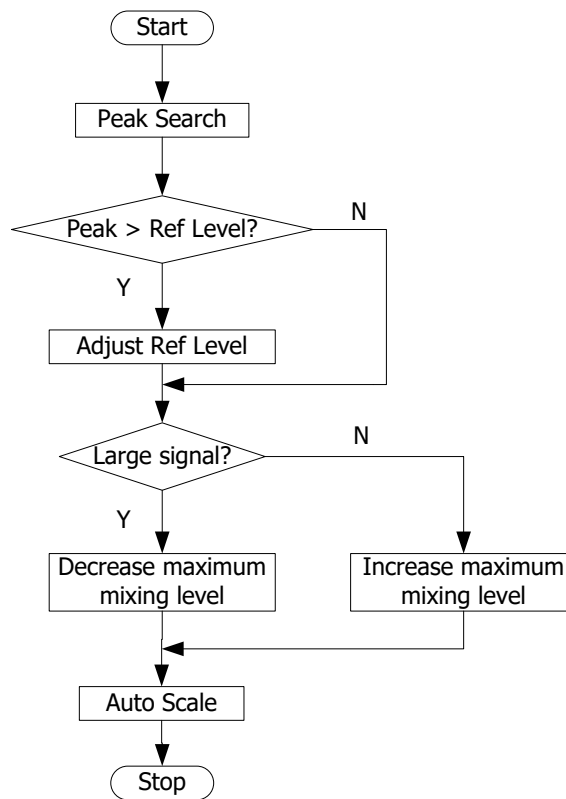 Start
Peak Search
Peak > Ref Level?
N
Y
Adjust Ref Level
Large signal?
N
Y
Decrease maximum
mixing level
Increase maximum
mixing level
Auto Scale
Stop